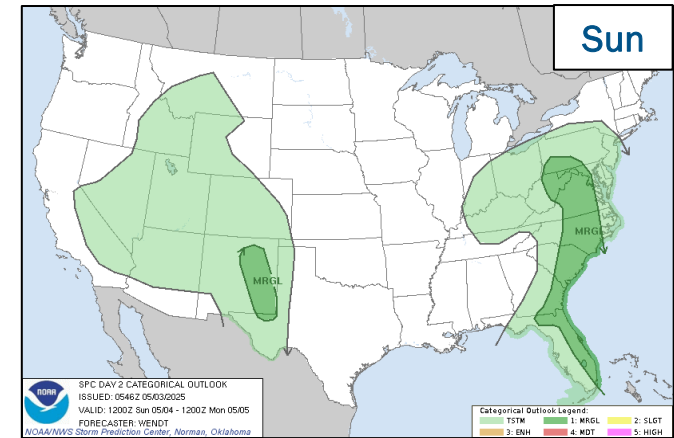 Sun
MRGL
MRGL
NOAA
SPC DAY 2 CATEGORICAL OUTLOOK
ISSUED: 0546Z 05/03/2025
VALID: 1200Z Sun 05/04 - 1200Z Mon 05/05
FORECASTER: WENDT
NOAA/NWS Storm Prediction Center, Norman, Oklahoma
Categorical Outlook Legend:
TSTM 1: MRGL 2: SLGT
3: ENH 4: MDT 5: HIGH